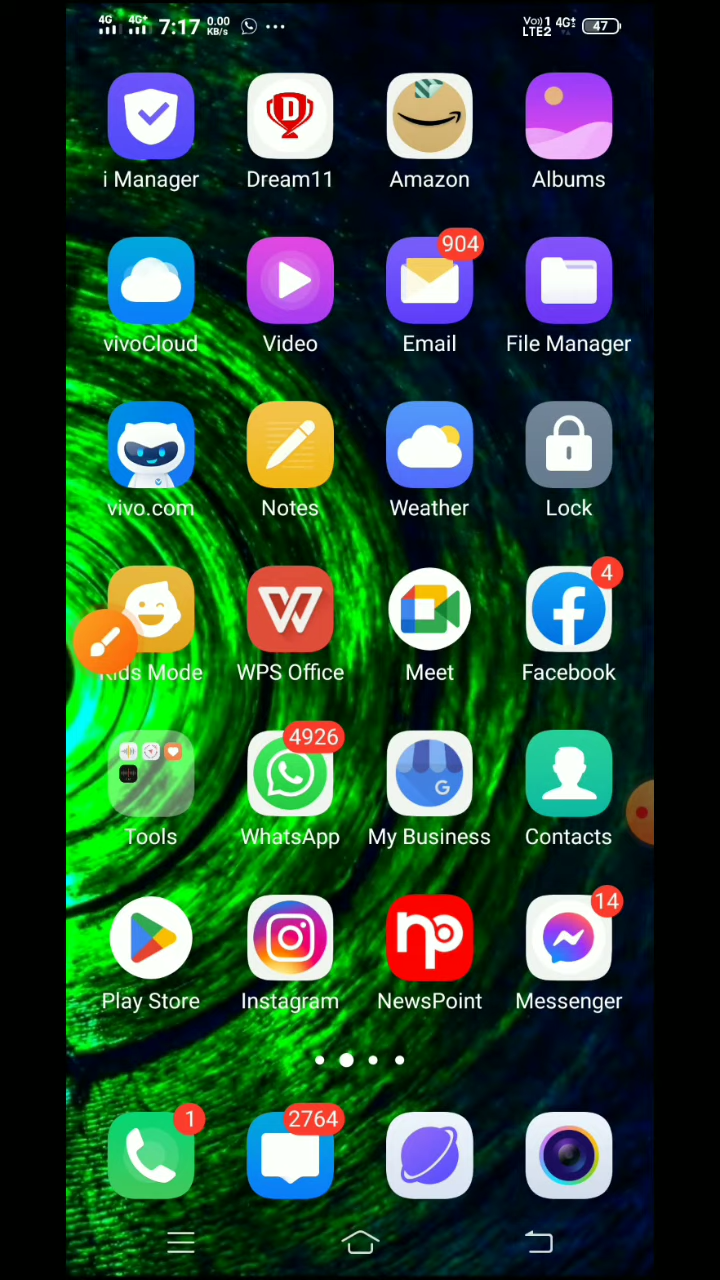 4G 4G+ 7:17 0.00 KB/s ... Vo)) 1 LTE2 4G 47
i Manager Dream11 Amazon Albums
904
vivoCloud Video Email File Manager
vivo.com Notes Weather Lock
4
Kids Mode WPS Office Meet Facebook
4926
Tools WhatsApp My Business Contacts
np 14
Play Store Instagram NewsPoint Messenger
1 2764